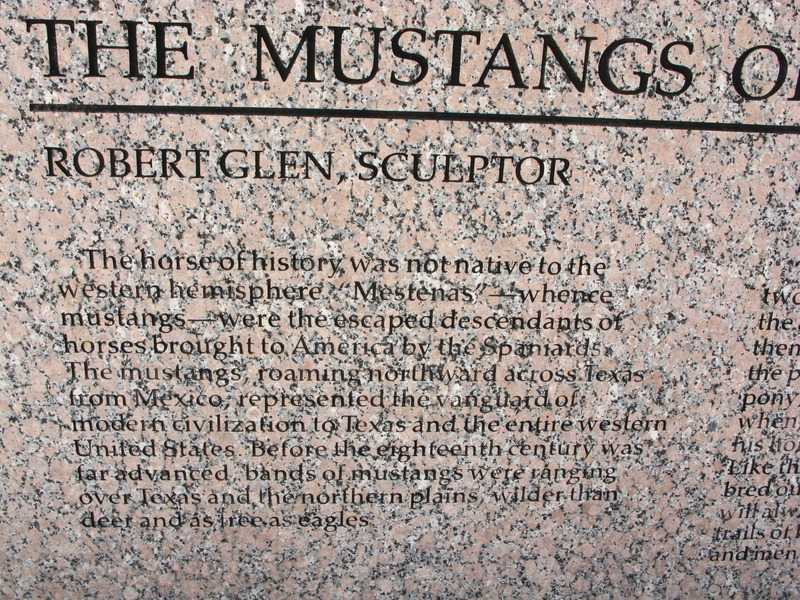 THE MUSTANGS O
ROBERT GLEN, SCULPTOR
The horse of history was not native to the
western hemisphere. "Mesteñas"—whence
mustangs—were the escaped descendants of
horses brought to America by the Spaniards.
The mustangs, roaming northward across Texas
from Mexico, represented the vanguard of
modern civilization to Texas and the entire western
United States. Before the eighteenth century was
far advanced, bands of mustangs were ranging
over Texas and the northern plains, wilder than
deer and as free as eagles.
two
the
then
the p
pony
when
his ho
Like th
bred ou
will alw
trails of
and men